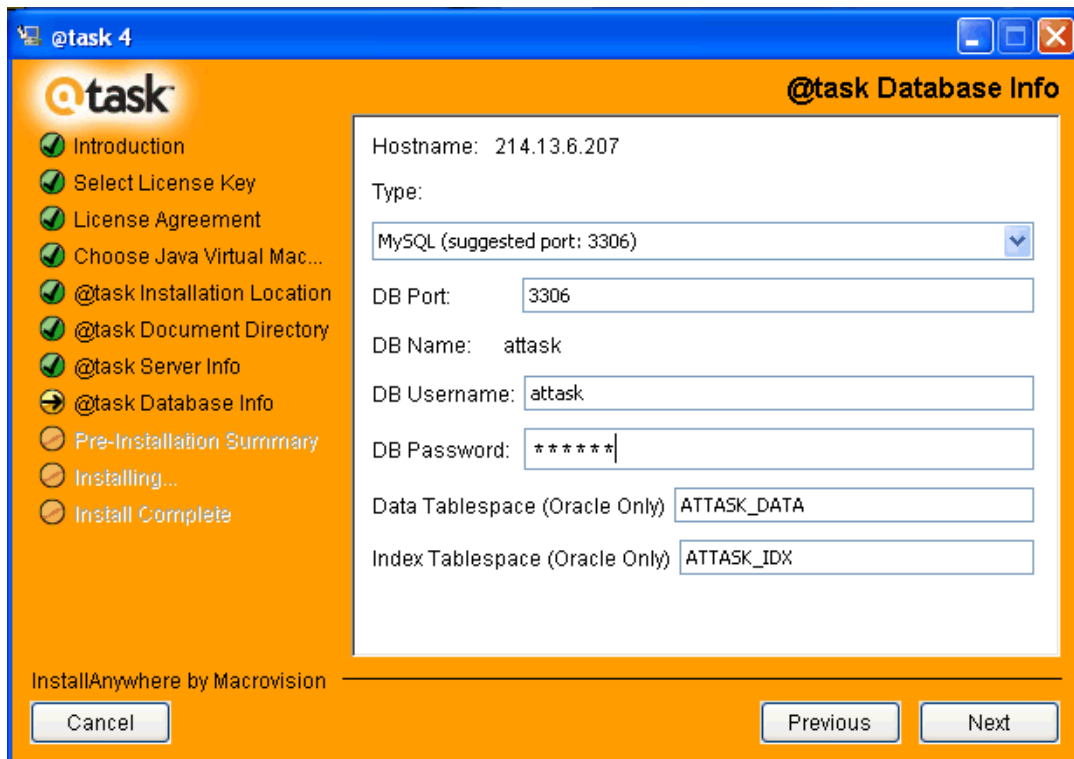 @task 4
@task
@task Database Info
Introduction
Select License Key
License Agreement
Choose Java Virtual Mac...
@task Installation Location
@task Document Directory
@task Server Info
@task Database Info
Pre-Installation Summary
Installing...
Install Complete
Hostname: 214.13.6.207
Type:
MySQL (suggested port: 3306)
DB Port: 3306
DB Name: attask
DB Username: attask
DB Password: ******
Data Tablespace (Oracle Only) ATTASK_DATA
Index Tablespace (Oracle Only) ATTASK_IDX
InstallAnywhere by Macrovision
Cancel
Previous
Next